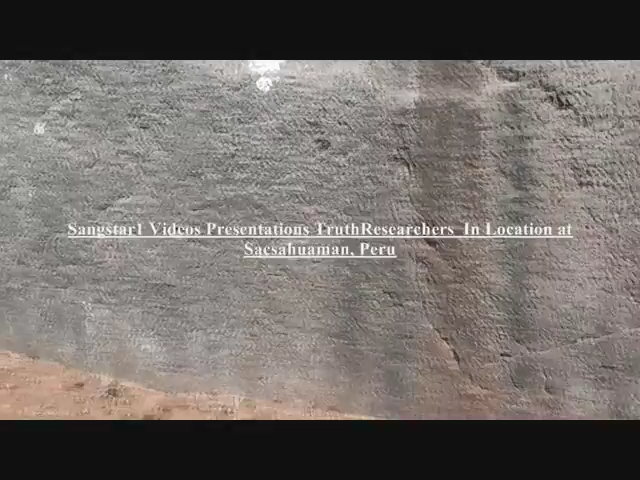 Sangstar1 Videos Presentations TruthResearchers In Location at
Sacsahuaman, Peru